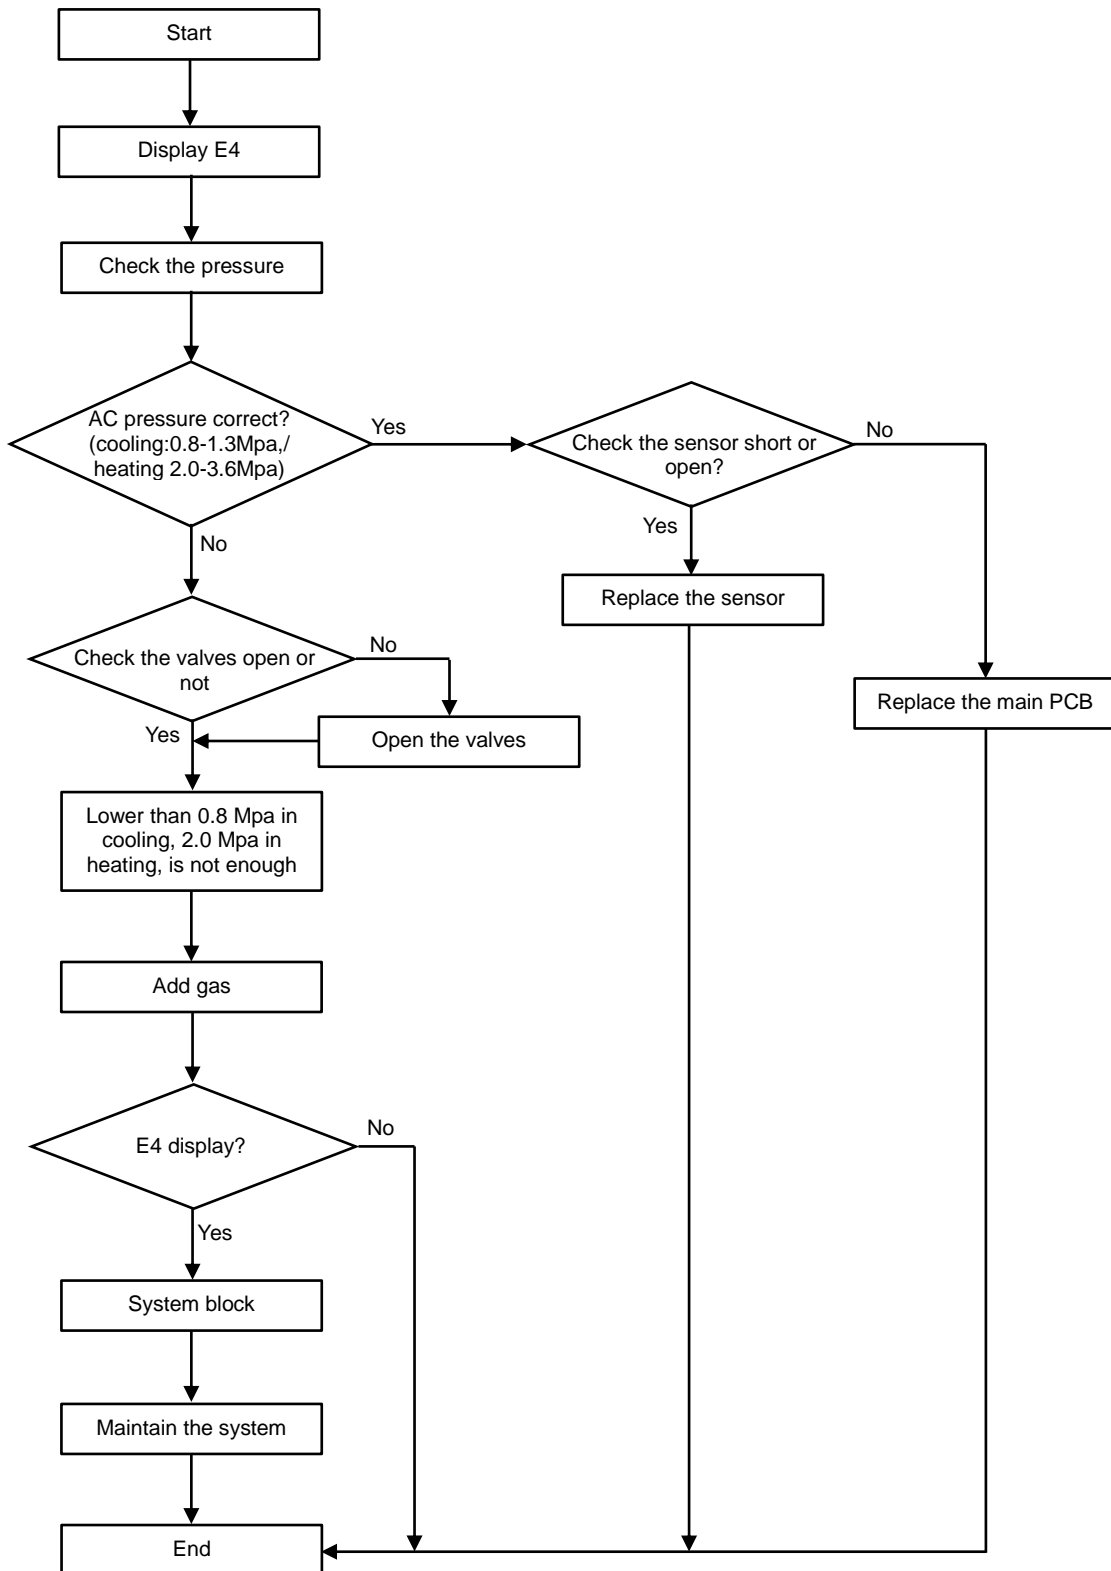 Start
Display E4
Check the pressure
AC pressure correct?
(cooling:0.8-1.3Mpa,/
heating 2.0-3.6Mpa)
Yes
Check the sensor short or
open?
No
Yes
No
Replace the sensor
Check the valves open or
not
No
Replace the main PCB
Yes
Open the valves
Lower than 0.8 Mpa in
cooling, 2.0 Mpa in
heating, is not enough
Add gas
E4 display?
No
Yes
System block
Maintain the system
End